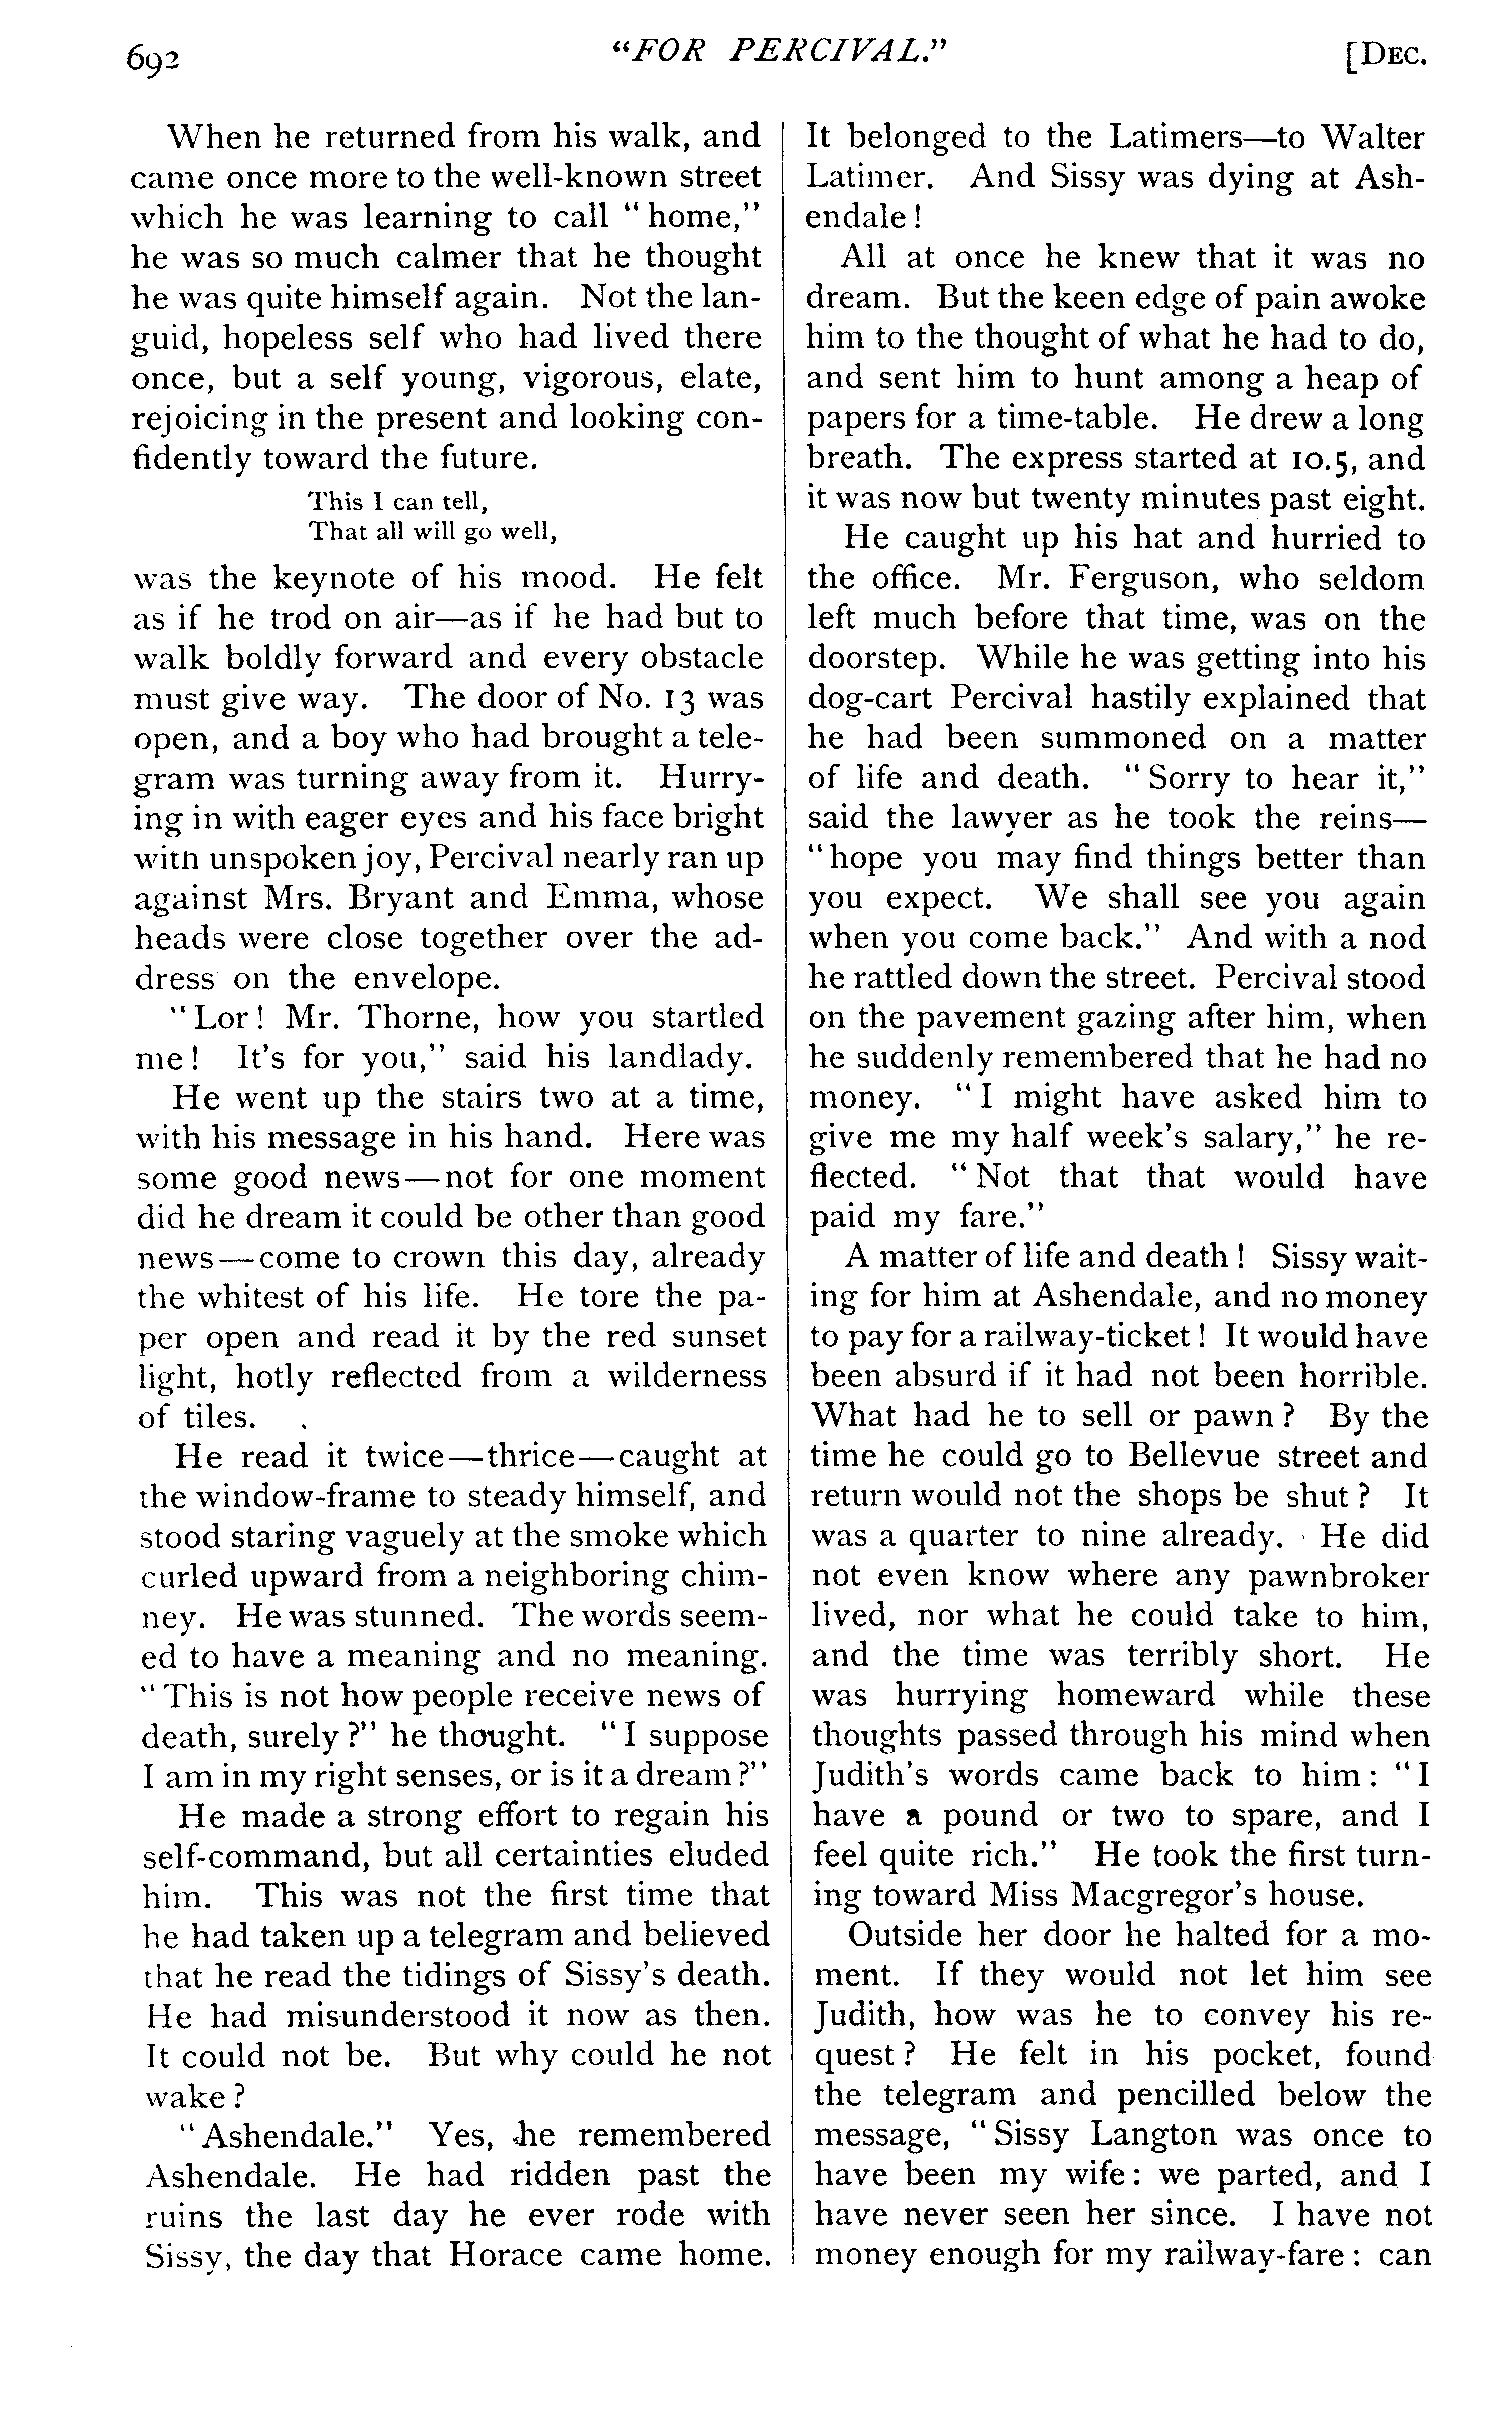 692
"FOR PERCIVAL."
[DEC.
When he returned from his walk, and
came once more to the well-known street
which he was learning to call "home,"
he was so much calmer that he thought
he was quite himself again. Not the lan-
guid, hopeless self who had lived there
once, but a self young, vigorous, elate,
rejoicing in the present and looking con-
fidently toward the future.
This I can tell,
That all will go well,
was the keynote of his mood. He felt
as if he trod on air—as if he had but to
walk boldly forward and every obstacle
must give way. The door of No. 13 was
open, and a boy who had brought a tele-
gram was turning away from it. Hurry-
ing in with eager eyes and his face bright
with unspoken joy, Percival nearly ran up
against Mrs. Bryant and Emma, whose
heads were close together over the ad-
dress on the envelope.
"Lor! Mr. Thorne, how you startled
me! It's for you," said his landlady.
He went up the stairs two at a time,
with his message in his hand. Here was
some good news—not for one moment
did he dream it could be other than good
news—come to crown this day, already
the whitest of his life. He tore the pa-
per open and read it by the red sunset
light, hotly reflected from a wilderness
of tiles.
He read it twice—thrice—caught at
the window-frame to steady himself, and
stood staring vaguely at the smoke which
curled upward from a neighboring chim-
ney. He was stunned. The words seem-
ed to have a meaning and no meaning.
"This is not how people receive news of
death, surely?" he thought. "I suppose
I am in my right senses, or is it a dream?"
He made a strong effort to regain his
self-command, but all certainties eluded
him. This was not the first time that
he had taken up a telegram and believed
that he read the tidings of Sissy's death.
He had misunderstood it now as then.
It could not be. But why could he not
wake?
"Ashendale." Yes, he remembered
Ashendale. He had ridden past the
ruins the last day he ever rode with
Sissy, the day that Horace came home.
It belonged to the Latimers—to Walter
Latimer. And Sissy was dying at Ash-
endale!
All at once he knew that it was no
dream. But the keen edge of pain awoke
him to the thought of what he had to do,
and sent him to hunt among a heap of
papers for a time-table. He drew a long
breath. The express started at 10.5, and
it was now but twenty minutes past eight.
He caught up his hat and hurried to
the office. Mr. Ferguson, who seldom
left much before that time, was on the
doorstep. While he was getting into his
dog-cart Percival hastily explained that
he had been summoned on a matter
of life and death. "Sorry to hear it,"
said the lawyer as he took the reins—
"hope you may find things better than
you expect. We shall see you again
when you come back." And with a nod
he rattled down the street. Percival stood
on the pavement gazing after him, when
he suddenly remembered that he had no
money. "I might have asked him to
give me my half week's salary," he re-
flected. "Not that that would have
paid my fare."
A matter of life and death! Sissy wait-
ing for him at Ashendale, and no money
to pay for a railway-ticket! It would have
been absurd if it had not been horrible.
What had he to sell or pawn? By the
time he could go to Bellevue street and
return would not the shops be shut? It
was a quarter to nine already. He did
not even know where any pawnbroker
lived, nor what he could take to him,
and the time was terribly short. He
was hurrying homeward while these
thoughts passed through his mind when
Judith's words came back to him: "I
have a pound or two to spare, and I
feel quite rich." He took the first turn-
ing toward Miss Macgregor's house.
Outside her door he halted for a mo-
ment. If they would not let him see
Judith, how was he to convey his re-
quest? He felt in his pocket, found
the telegram and pencilled below the
message, "Sissy Langton was once to
have been my wife: we parted, and I
have never seen her since. I have not
money enough for my railway-fare: can